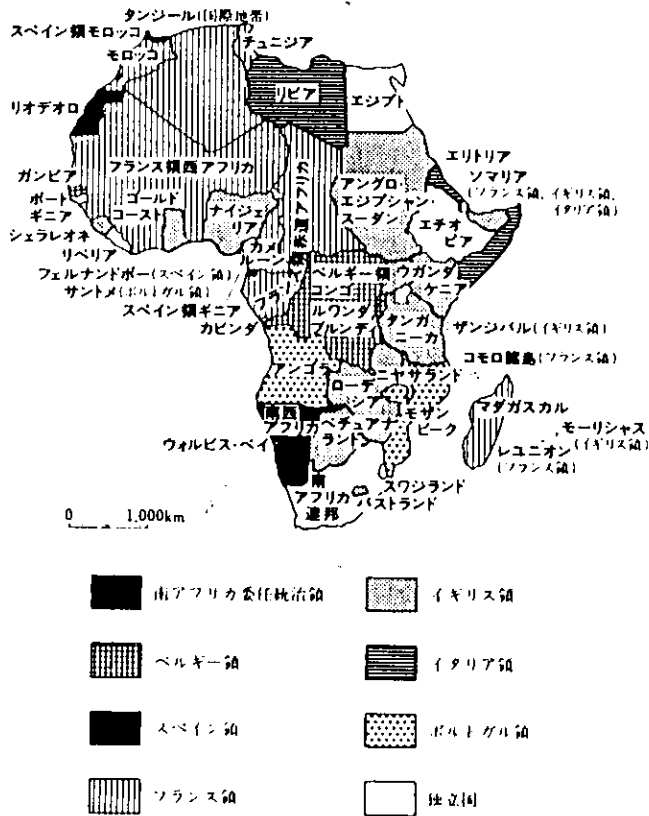 タンジール(国際地帯)
スペイン領モロッコ
モロッコ
チュニジア
リオデオロ
リビア
エジプト
ガンビア
フランス領西アフリカ
エリトリア
ソマリア
(フランス領,イギリス領,
イタリア領)
ポート
ギニア
ゴールド
コースト
ナイジェ
リア
アングロ・
エジプシャン・
スーダン
シェラレオネ
リベリア
カメ
ルーン
フランス
領赤道アフリカ
エチオ
ピア
フェルナンドポー(スペイン領)
サントメ(ポルトガル領)
スペイン領ギニア
カビンダ
ベルギー領
コンゴ
ウガンダ
ケニア
ルワンダ
ブルンディ
タンガ
ニーカ
ザンジバル(イギリス領)
コモロ諸島(フランス領)
アンゴラ
ニヤサランド
ローデ
シア
南西
アフリカ
ベチュアナ
ランド
モザン
ビーク
マダガスカル
モーリシャス
(イギリス領)
レユニオン
(フランス領)
ウォルビス・ベイ
南
アフリカ
連邦
スワジランド
バストランド
0 1,000km
南アフリカ委任統治領
イギリス領
ベルギー領
イタリア領
スペイン領
ポルトガル領
フランス領
独立国